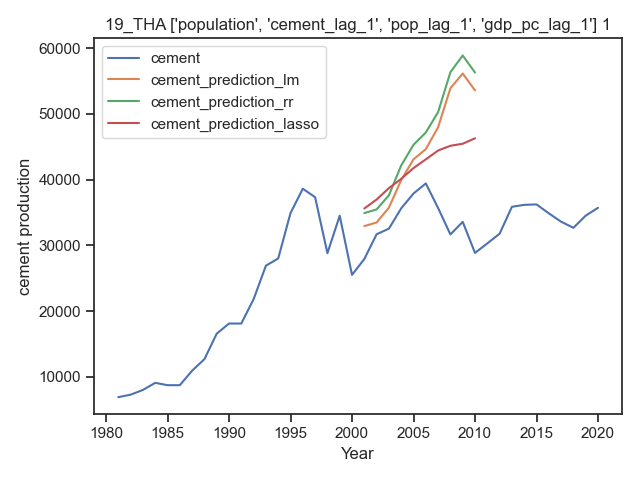 19_THA ['population', 'cement_lag_1', 'pop_lag_1', 'gdp_pc_lag_1'] 1
cement
cement_prediction_lm
cement_prediction_rr
cement_prediction_lasso
60000
50000
40000
30000
20000
10000
cement production
1980 1985 1990 1995 2000 2005 2010 2015 2020
Year